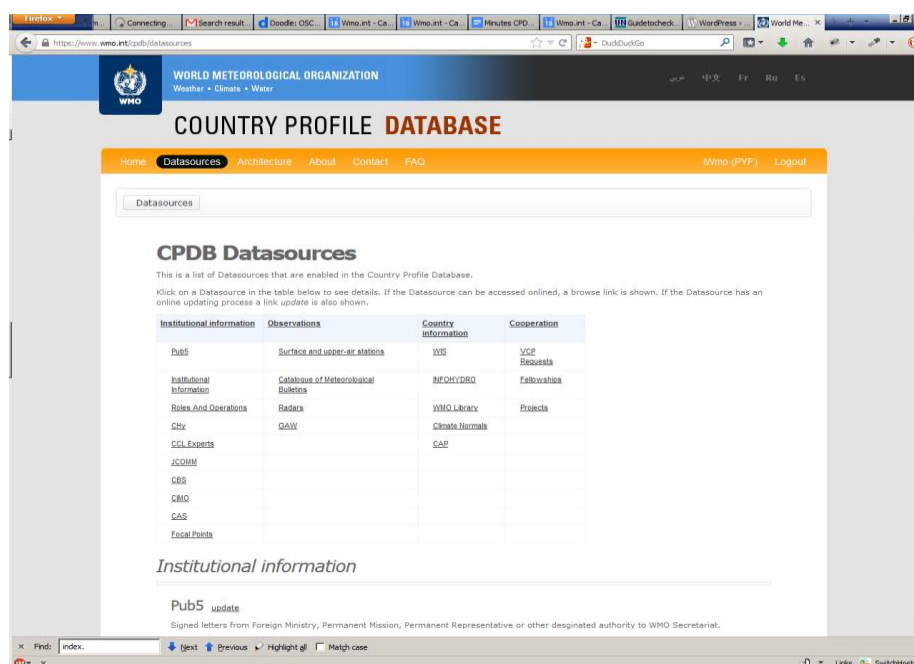 Firefox
Connecting... Search result... Doodle: OSC... Wmo.int - Ca... Wmo.int - Ca... Minutes CPD... Wmo.int - Ca... Guidetocheck... WordPress › ... World Me... ×
https://www.wmo.int/cpdb/datasources DuckDuckGo
WORLD METEOROLOGICAL ORGANIZATION
Weather • Climate • Water
عربي 中文 Fr Ru Es
WMO
COUNTRY PROFILE DATABASE
Home Datasources Architecture About Contact FAQ iWmo (PYF) Logout
Datasources
CPDB Datasources
This is a list of Datasources that are enabled in the Country Profile Database.
Klick on a Datasource in the table below to see details. If the Datasource can be accessed onlined, a browse link is shown. If the Datasource has an
online updating process a link update is also shown.
Institutional information Observations Country information Cooperation
Pub5 Surface and upper-air stations WIS VCP Requests
Institutional Information Catalogue of Meteorological Bulletins INFOHYDRO Fellowships
Roles And Operations Radars WMO Library Projects
CHy GAW Climate Normals
CCL Experts CAP
JCOMM
CBS
CIMO
CAS
Focal Points
Institutional information
Pub5 update
Signed letters from Foreign Ministry, Permanent Mission, Permanent Representative or other desginated authority to WMO Secretariat.
× Find: index. Next Previous Highlight all Match case
Links SwitchHosts